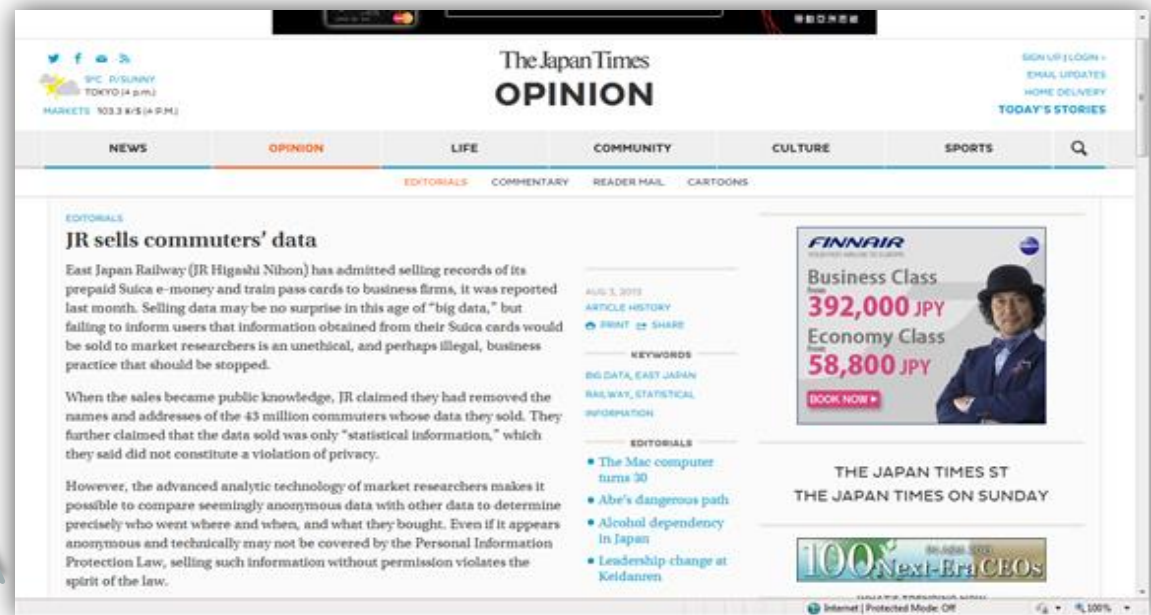 The Japan Times
OPINION
9°C P/SUNNY
TOKYO (4 p.m.)
MARKETS 103.3 ¥/$ (4 P.M.)
SIGN UP | LOGIN
EMAIL UPDATES
HOME DELIVERY
TODAY'S STORIES
NEWS OPINION LIFE COMMUNITY CULTURE SPORTS
EDITORIALS COMMENTARY READER MAIL CARTOONS
EDITORIALS
JR sells commuters' data
East Japan Railway (JR Higashi Nihon) has admitted selling records of its
prepaid Suica e-money and train pass cards to business firms, it was reported
last month. Selling data may be no surprise in this age of "big data," but
failing to inform users that information obtained from their Suica cards would
be sold to market researchers is an unethical, and perhaps illegal, business
practice that should be stopped.
When the sales became public knowledge, JR claimed they had removed the
names and addresses of the 43 million commuters whose data they sold. They
further claimed that the data sold was only "statistical information," which
they said did not constitute a violation of privacy.
However, the advanced analytic technology of market researchers makes it
possible to compare seemingly anonymous data with other data to determine
precisely who went where and when, and what they bought. Even if it appears
anonymous and technically may not be covered by the Personal Information
Protection Law, selling such information without permission violates the
spirit of the law.
AUG 3, 2013
ARTICLE HISTORY
PRINT SHARE
KEYWORDS
BIG DATA, EAST JAPAN
RAILWAY, STATISTICAL
INFORMATION
EDITORIALS
• The Mac computer
turns 30
• Abe's dangerous path
• Alcohol dependency
in Japan
• Leadership change at
Keidanren
FINNAIR
Business Class
from
392,000 JPY
Economy Class
from
58,800 JPY
BOOK NOW
THE JAPAN TIMES ST
THE JAPAN TIMES ON SUNDAY
100 Next-Era CEOs
Internet | Protected Mode: Off
100%